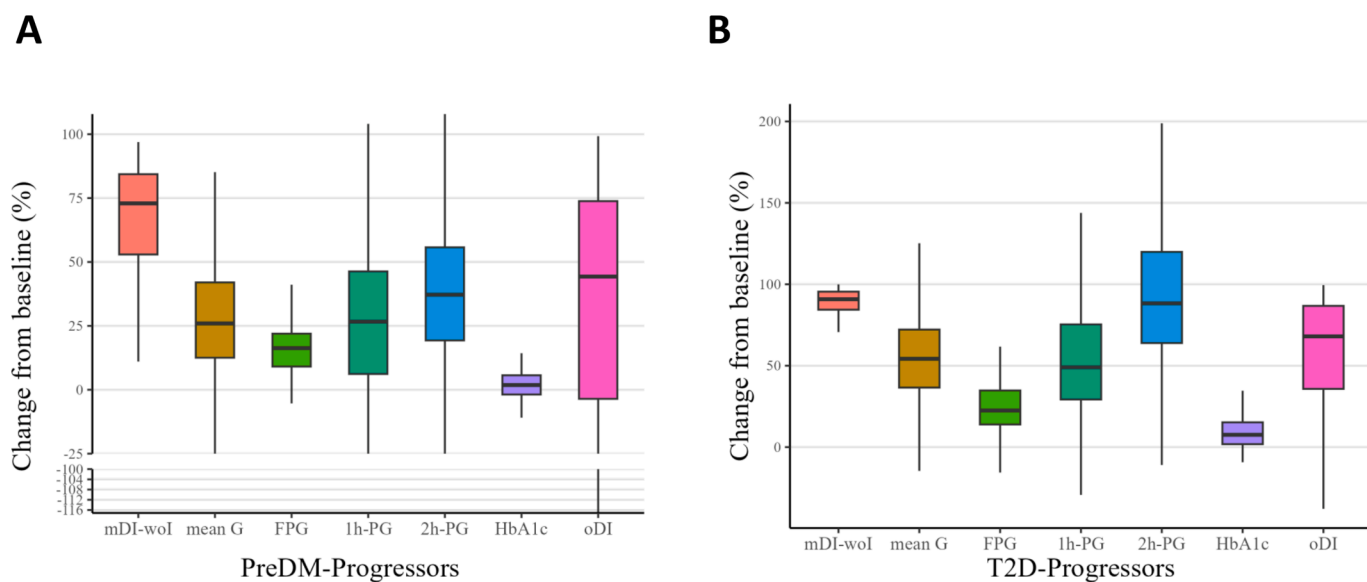 A
Change from baseline (%)
100
75
50
25
0
-25
-100
-104
-108
-112
-116
mDI-woI mean G FPG 1h-PG 2h-PG HbA1c oDI
PreDM-Progressors
B
Change from baseline (%)
200
150
100
50
0
mDI-woI mean G FPG 1h-PG 2h-PG HbA1c oDI
T2D-Progressors